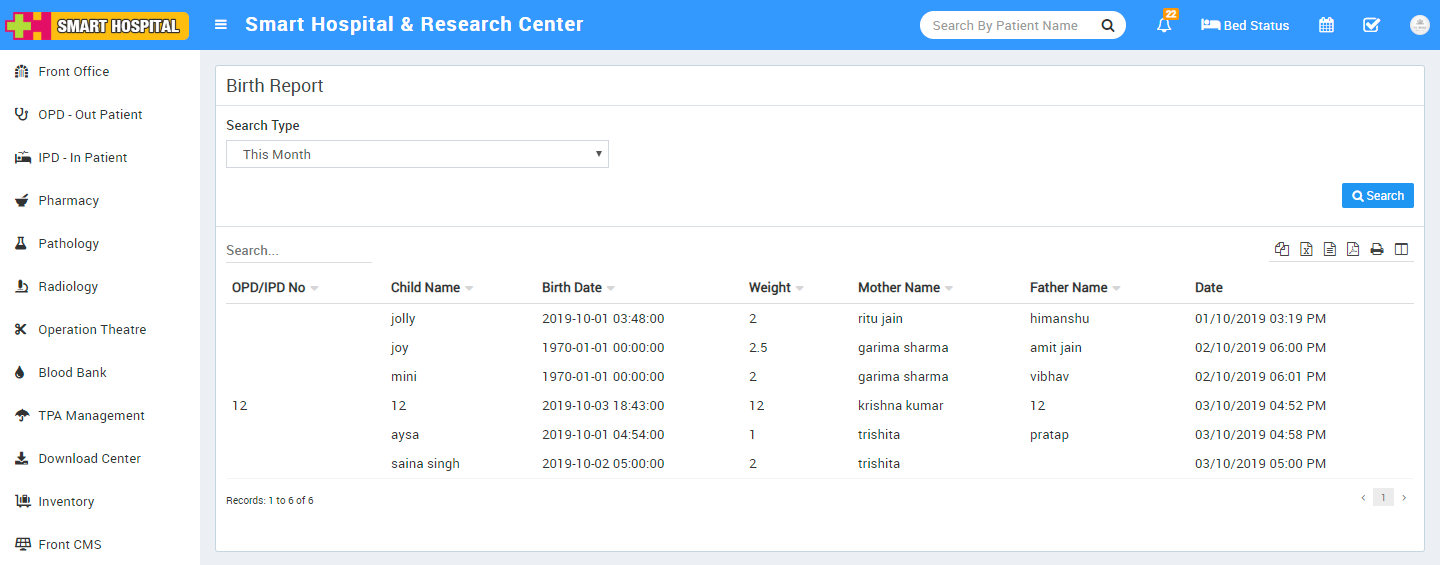 SMART HOSPITAL
Smart Hospital & Research Center
Search By Patient Name
22
Bed Status
Front Office
OPD - Out Patient
IPD - In Patient
Pharmacy
Pathology
Radiology
Operation Theatre
Blood Bank
TPA Management
Download Center
Inventory
Front CMS
Birth Report
Search Type
This Month
Search
Search...
OPD/IPD No Child Name Birth Date Weight Mother Name Father Name Date
jolly 2019-10-01 03:48:00 2 ritu jain himanshu 01/10/2019 03:19 PM
joy 1970-01-01 00:00:00 2.5 garima sharma amit jain 02/10/2019 06:00 PM
mini 1970-01-01 00:00:00 2 garima sharma vibhav 02/10/2019 06:01 PM
12 12 2019-10-03 18:43:00 12 krishna kumar 12 03/10/2019 04:52 PM
aysa 2019-10-01 04:54:00 1 trishita pratap 03/10/2019 04:58 PM
saina singh 2019-10-02 05:00:00 2 trishita 03/10/2019 05:00 PM
Records: 1 to 6 of 6
1